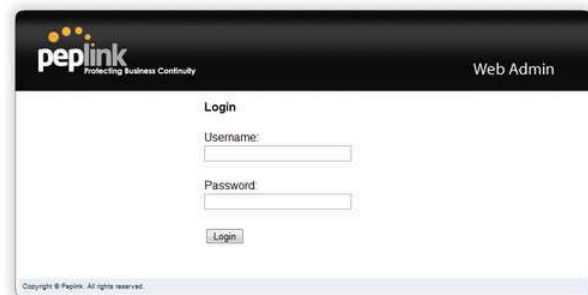 peplink
Protecting Business Continuity
Web Admin
Login
Username:
Password:
Login
Copyright © Peplink. All rights reserved.